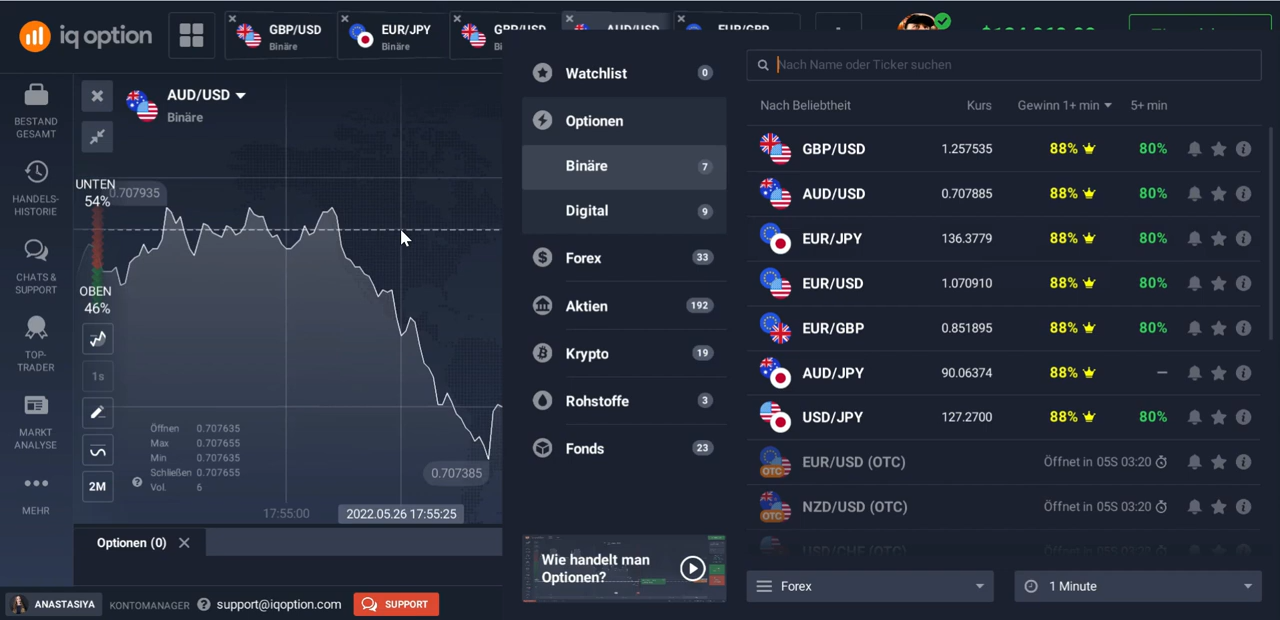 iq option
GBP/USD
Binäre
EUR/JPY
Binäre
BESTAND
GESAMT
HANDELS-
HISTORIE
CHATS &
SUPPORT
TOP-
TRADER
MARKT
ANALYSE
MEHR
AUD/USD
Binäre
UNTEN
54%
0.707935
OBEN
46%
1s
2M
Öffnen 0.707635
Max 0.707655
Min 0.707635
Schließen 0.707655
Vol. 6
0.707385
17:55:00
2022.05.26 17:55:25
Optionen (0)
ANASTASIYA
KONTOMANAGER
support@iqoption.com
SUPPORT
Watchlist 0
Optionen
Binäre 7
Digital 9
Forex 33
Aktien 192
Krypto 19
Rohstoffe 3
Fonds 23
Wie handelt man
Optionen?
Nach Name oder Ticker suchen
Nach Beliebtheit Kurs Gewinn 1+ min 5+ min
GBP/USD 1.257535 88% 80%
AUD/USD 0.707885 88% 80%
EUR/JPY 136.3779 88% 80%
EUR/USD 1.070910 88% 80%
EUR/GBP 0.851895 88% 80%
AUD/JPY 90.06374 88% –
USD/JPY 127.2700 88% 80%
EUR/USD (OTC) Öffnet in 05S 03:20
OTC
NZD/USD (OTC) Öffnet in 05S 03:20
OTC
Forex
1 Minute